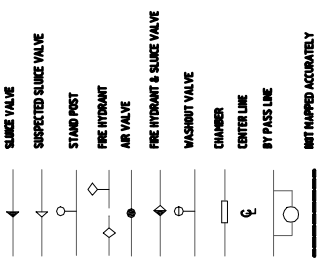 SLUICE VALVE
SUSPECTED SLUICE VALVE
STAND POST
FIRE HYDRANT
AIR VALVE
FIRE HYDRANT & SLUICE VALVE
WASHOUT VALVE
CHAMBER
CENTER LINE
BY PASS LINE
NOT MAPPED ACCURATELY